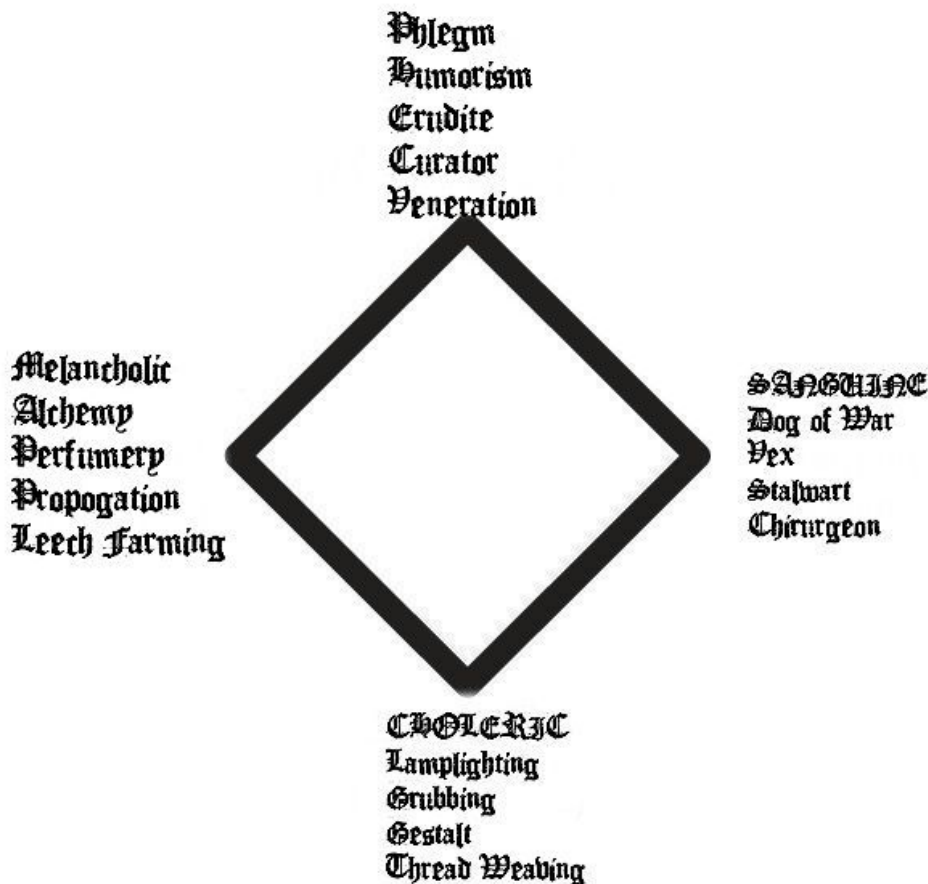 Phlegm
Humorism
Erudite
Curator
Veneration
Melancholic
Alchemy
Perfumery
Propogation
Leech Farming
SANGUINE
Dog of War
Vex
Stalwart
Chirurgeon
CHOLERIC
Lamplighting
Grubbing
Gestalt
Thread Weaving